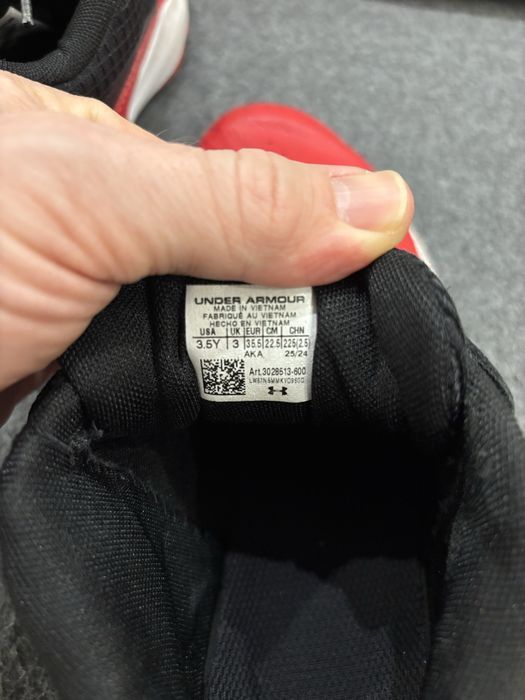 UNDER ARMOUR
MADE IN VIETNAM
FABRIQUÉ AU VIETNAM
HECHO EN VIETNAM
USA UK EUR CM CHN
3.5Y 3 35.5 22.5 225(2.5)
AKA 25/24
Art.3028613-600